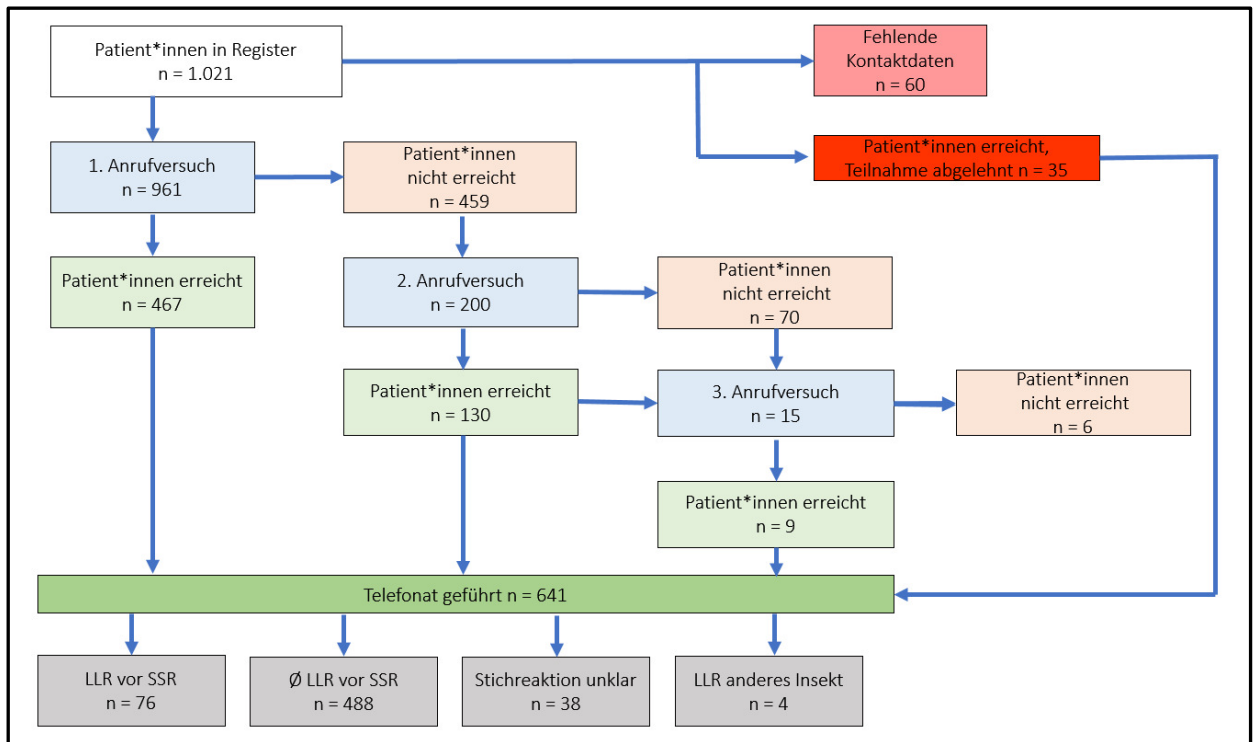 Patient*innen in Register
n = 1.021
Fehlende
Kontaktdaten
n = 60
Patient*innen erreicht,
Teilnahme abgelehnt n = 35
1. Anrufversuch
n = 961
Patient*innen
nicht erreicht
n = 459
Patient*innen erreicht
n = 467
2. Anrufversuch
n = 200
Patient*innen
nicht erreicht
n = 70
Patient*innen erreicht
n = 130
3. Anrufversuch
n = 15
Patient*innen
nicht erreicht
n = 6
Patient*innen erreicht
n = 9
Telefonat geführt n = 641
LLR vor SSR
n = 76
Ø LLR vor SSR
n = 488
Stichreaktion unklar
n = 38
LLR anderes Insekt
n = 4